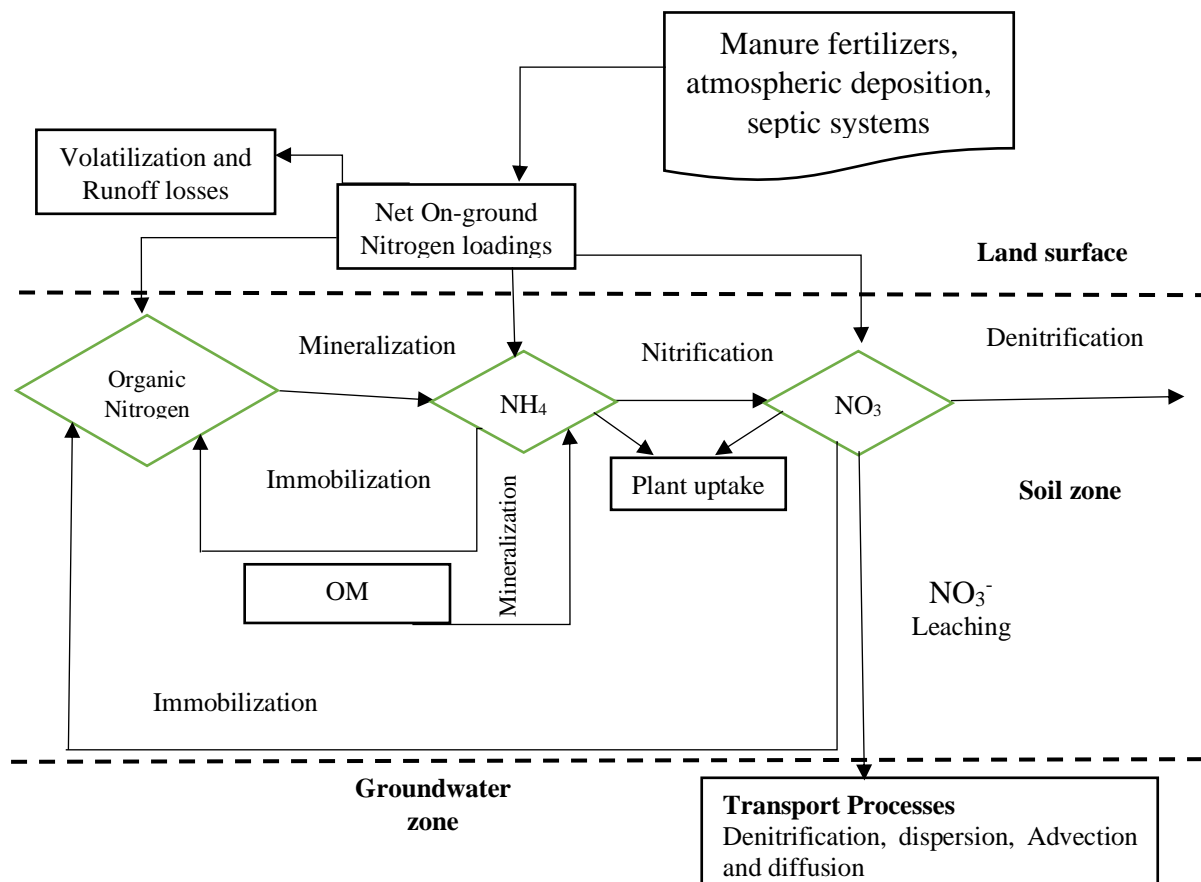 Manure fertilizers,
atmospheric deposition,
septic systems
Volatilization and
Runoff losses
Net On-ground
Nitrogen loadings
Land surface
Mineralization
Nitrification
Denitrification
Organic
Nitrogen
NH₄
NO₃
Immobilization
Mineralization
Plant uptake
Soil zone
OM
NO₃⁻
Leaching
Immobilization
Groundwater
zone
Transport Processes
Denitrification, dispersion, Advection
and diffusion